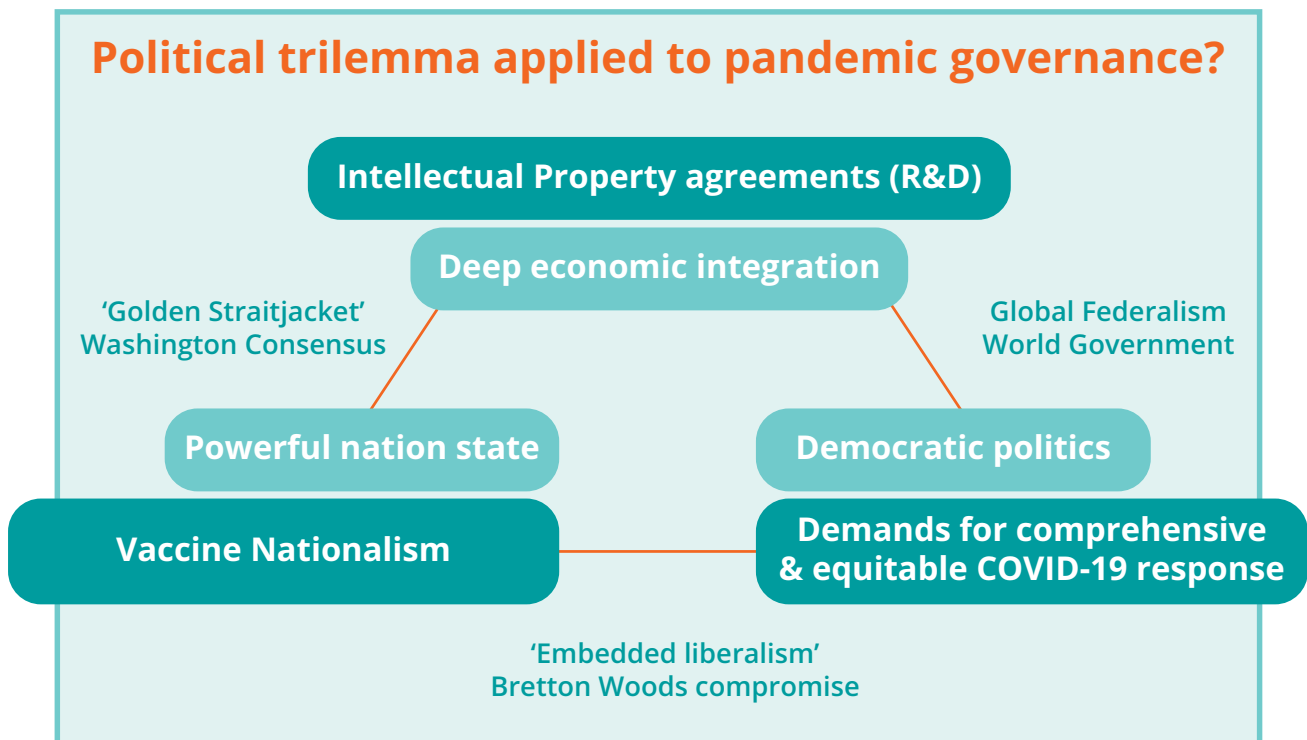 Political trilemma applied to pandemic governance?
Intellectual Property agreements (R&D)
Deep economic integration
‘Golden Straitjacket’
Washington Consensus
Global Federalism
World Government
Powerful nation state
Democratic politics
Vaccine Nationalism
Demands for comprehensive
& equitable COVID-19 response
‘Embedded liberalism’
Bretton Woods compromise